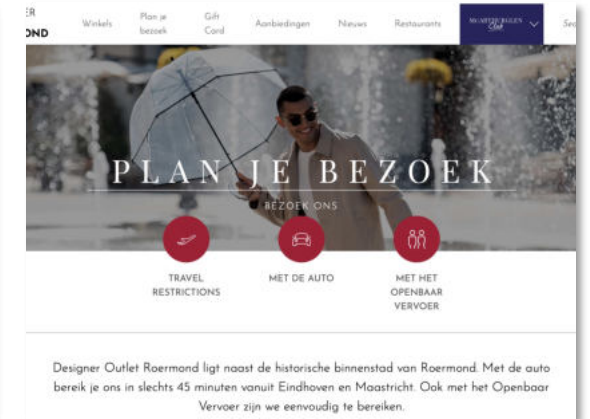 ER
OND
Winkels
Plan je
bezoek
Gift
Card
Aanbiedingen
Nieuws
Restaurants
Club
PLAN JE BEZOEK
BEZOEK ONS
TRAVEL
RESTRICTIONS
MET DE AUTO
MET HET
OPENBAAR
VERVOER
Designer Outlet Roermond ligt naast de historische binnenstad van Roermond. Met de auto
bereik je ons in slechts 45 minuten vanuit Eindhoven en Maastricht. Ook met het Openbaar
Vervoer zijn we eenvoudig te bereiken.